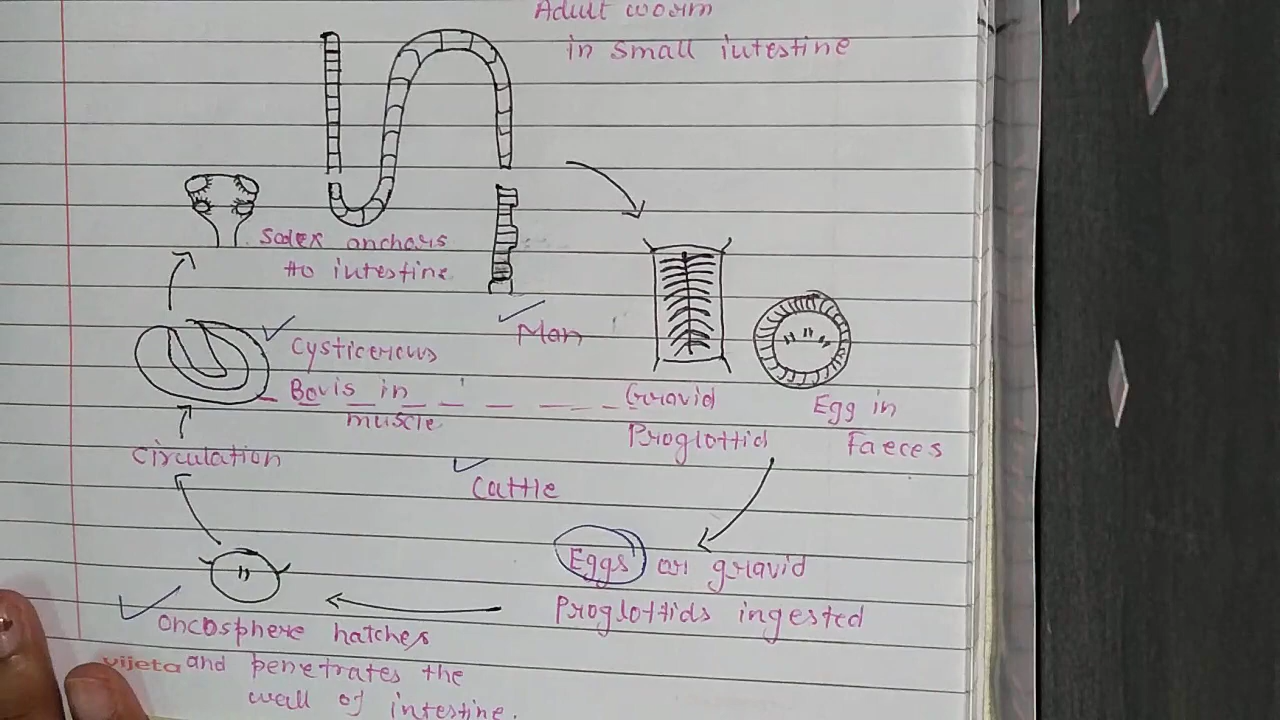 Adult worm
in small intestine
Scolex anchors
to intestine
Man
Cysticercus
Bovis in
muscle
Gravid
Proglottid
Egg in
Faeces
Circulation
Cattle
Eggs or gravid
Proglottids ingested
Oncosphere hatches
and penetrates the
wall of intestine.
vijeta